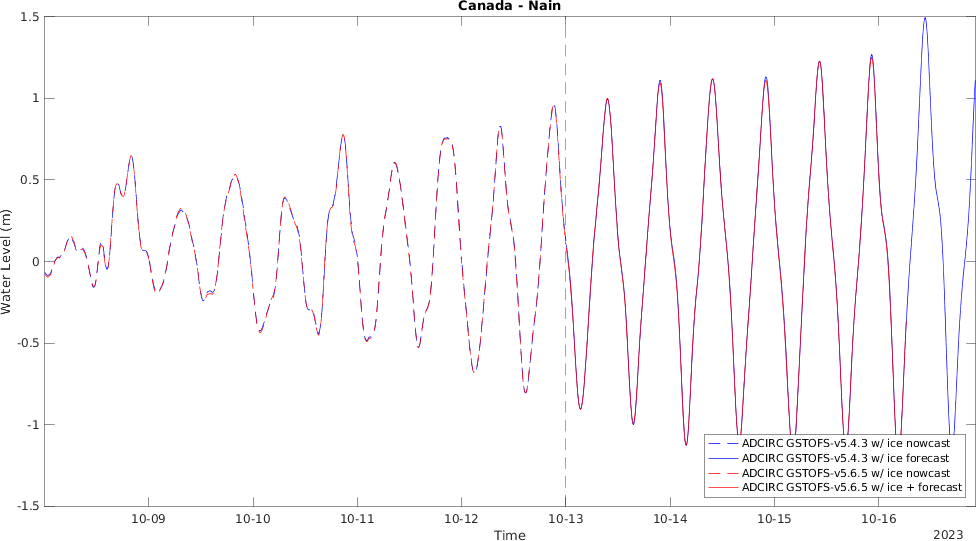 Canada - Nain
1.5
1
0.5
0
-0.5
-1
-1.5
Water Level (m)
10-09 10-10 10-11 10-12 10-13 10-14 10-15 10-16
Time
2023
ADCIRC GSTOFS-v5.4.3 w/ ice nowcast
ADCIRC GSTOFS-v5.4.3 w/ ice forecast
ADCIRC GSTOFS-v5.6.5 w/ ice nowcast
ADCIRC GSTOFS-v5.6.5 w/ ice + forecast